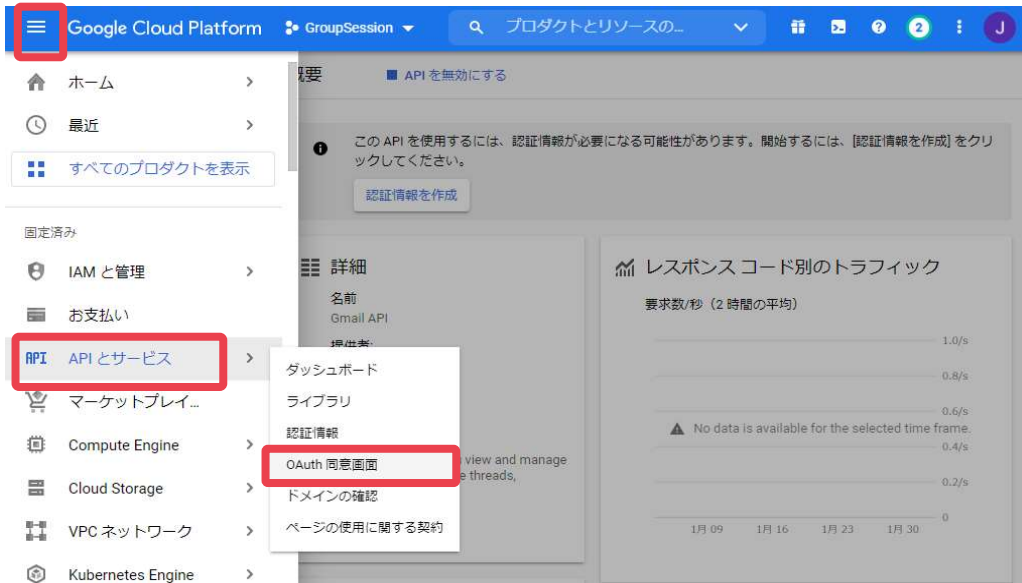 Google Cloud Platform
GroupSession
プロダクトとリソースの...
2
J
ホーム
最近
すべてのプロダクトを表示
固定済み
IAM と管理
お支払い
API API とサービス
マーケットプレイ...
Compute Engine
Cloud Storage
VPC ネットワーク
Kubernetes Engine
ダッシュボード
ライブラリ
認証情報
OAuth 同意画面
ドメインの確認
ページの使用に関する契約
概要
API を無効にする
この API を使用するには、認証情報が必要になる可能性があります。開始するには、[認証情報を作成] をクリ
ックしてください。
認証情報を作成
詳細
名前
Gmail API
提供者:
view and manage
threads,
レスポンス コード別のトラフィック
要求数/秒（2 時間の平均）
1.0/s
0.8/s
0.6/s
No data is available for the selected time frame.
0.4/s
0.2/s
0
1月 09 1月 16 1月 23 1月 30